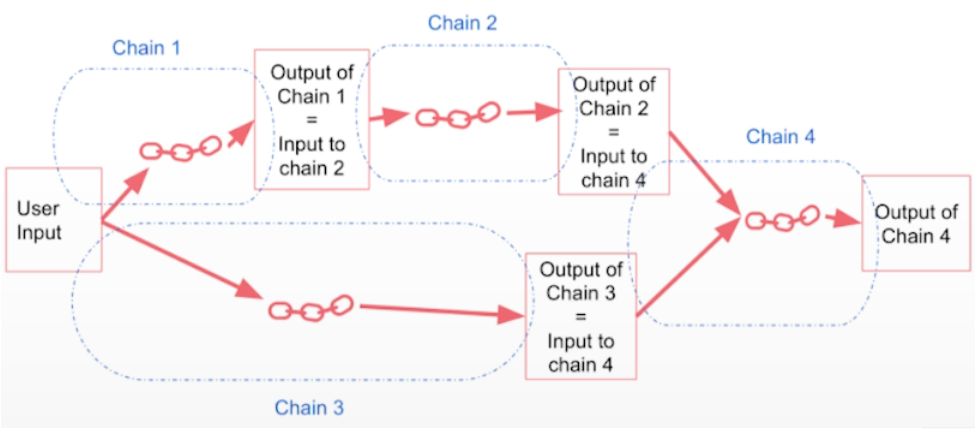 Chain 2
Chain 1
Output of
Chain 1
=
Input to
chain 2
Output of
Chain 2
=
Input to
chain 4
Chain 4
User
Input
Output of
Chain 4
Output of
Chain 3
=
Input to
chain 4
Chain 3